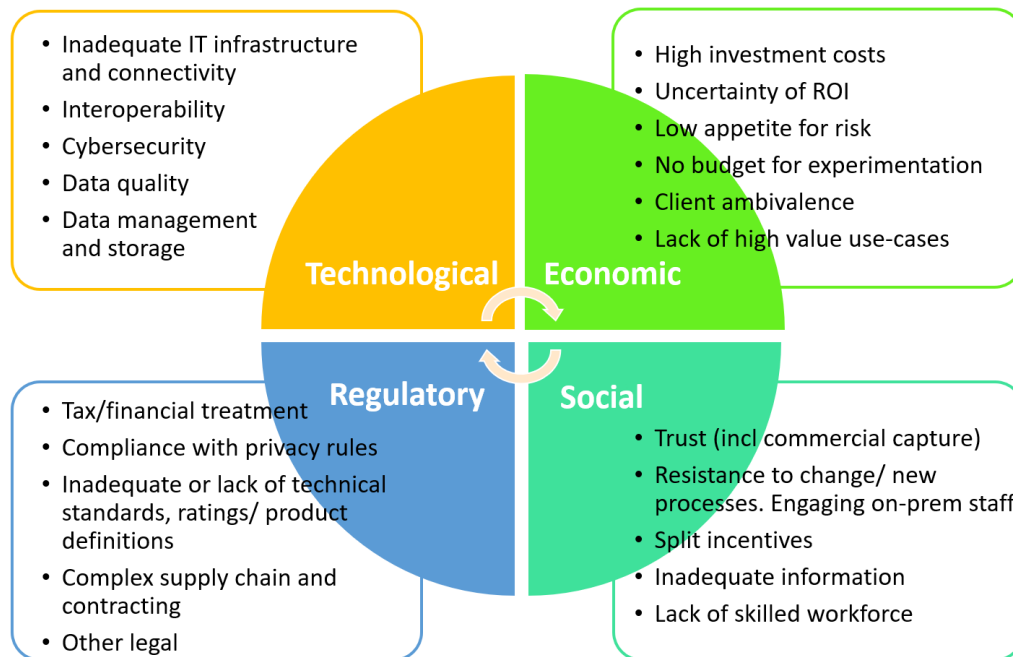 • Inadequate IT infrastructure
and connectivity
• Interoperability
• Cybersecurity
• Data quality
• Data management
and storage
Technological
• High investment costs
• Uncertainty of ROI
• Low appetite for risk
• No budget for experimentation
• Client ambivalence
• Lack of high value use-cases
Economic
Regulatory
• Tax/financial treatment
• Compliance with privacy rules
• Inadequate or lack of technical
standards, ratings/ product
definitions
• Complex supply chain and
contracting
• Other legal
Social
• Trust (incl commercial capture)
• Resistance to change/ new
processes. Engaging on-prem staff
• Split incentives
• Inadequate information
• Lack of skilled workforce